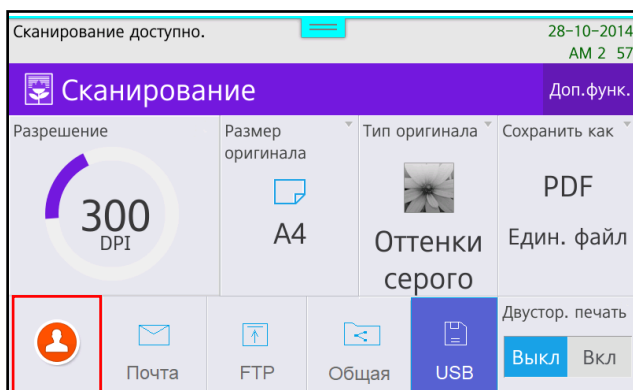 Сканирование доступно.
28-10-2014
AM 2 57
Сканирование
Доп.функ.
Разрешение
300
DPI
Размер
оригинала
A4
Тип оригинала
Оттенки
серого
Сохранить как
PDF
Един. файл
Почта
FTP
Общая
USB
Двустор. печать
Выкл
Вкл